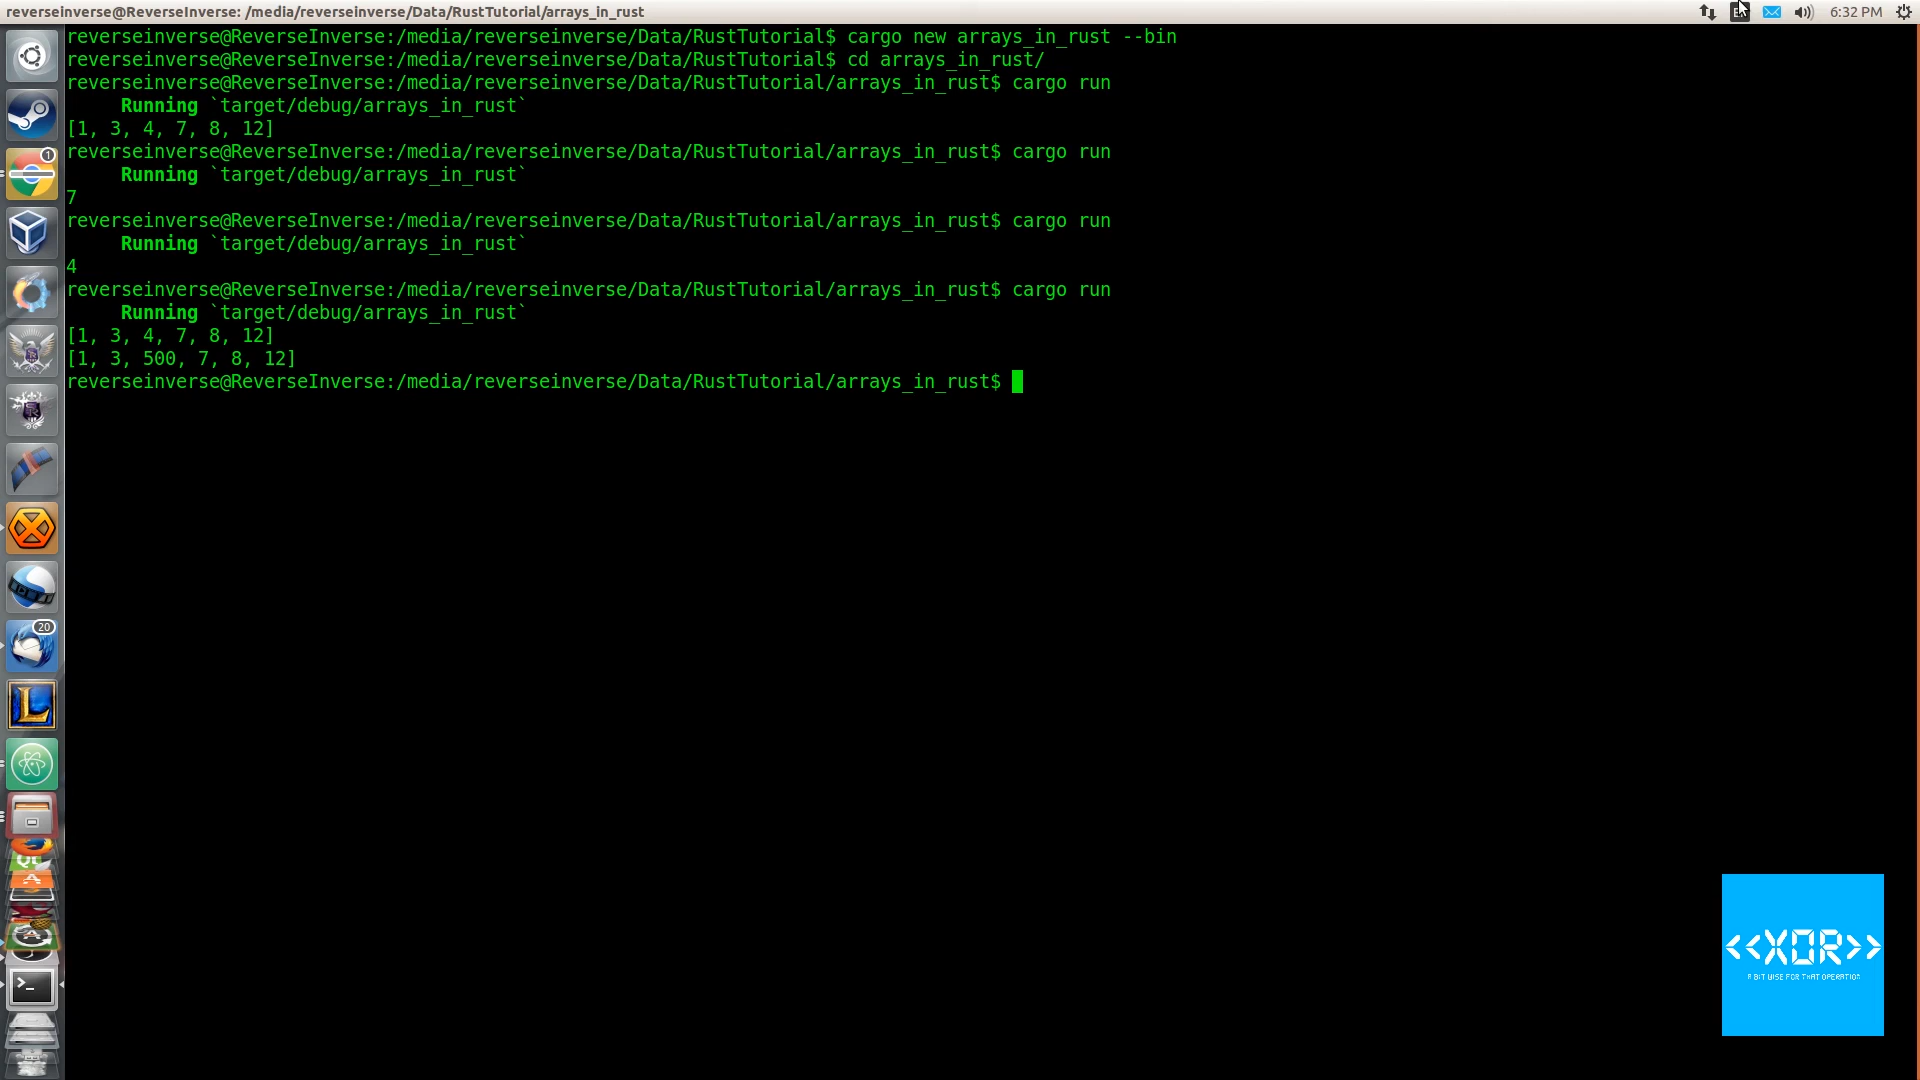 reverseinverse@ReverseInverse: /media/reverseinverse/Data/RustTutorial/arrays_in_rust
6:32 PM
reverseinverse@ReverseInverse:/media/reverseinverse/Data/RustTutorial$ cargo new arrays_in_rust --bin
reverseinverse@ReverseInverse:/media/reverseinverse/Data/RustTutorial$ cd arrays_in_rust/
reverseinverse@ReverseInverse:/media/reverseinverse/Data/RustTutorial/arrays_in_rust$ cargo run
     Running `target/debug/arrays_in_rust`
[1, 3, 4, 7, 8, 12]
reverseinverse@ReverseInverse:/media/reverseinverse/Data/RustTutorial/arrays_in_rust$ cargo run
     Running `target/debug/arrays_in_rust`
7
reverseinverse@ReverseInverse:/media/reverseinverse/Data/RustTutorial/arrays_in_rust$ cargo run
     Running `target/debug/arrays_in_rust`
4
reverseinverse@ReverseInverse:/media/reverseinverse/Data/RustTutorial/arrays_in_rust$ cargo run
     Running `target/debug/arrays_in_rust`
[1, 3, 4, 7, 8, 12]
[1, 3, 500, 7, 8, 12]
reverseinverse@ReverseInverse:/media/reverseinverse/Data/RustTutorial/arrays_in_rust$
1
20
L
>_
<<XOR>>
A BIT WISE FOR THAT OPERATION